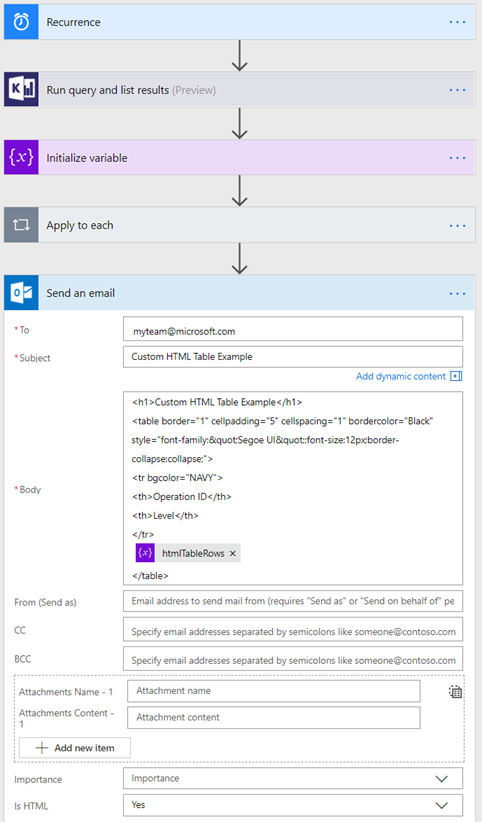 Recurrence
Run query and list results (Preview)
{x} Initialize variable
Apply to each
Send an email
*To myteam@microsoft.com
*Subject Custom HTML Table Example
Add dynamic content
<h1>Custom HTML Table Example</h1>
<table border="1" cellpadding="5" cellspacing="1" bordercolor="Black"
style="font-family:&quot;Segoe UI&quot;:font-size:12px:border-
collapse:collapse:">
<tr bgcolor="NAVY">
*Body
<th>Operation ID</th>
<th>Level</th>
</tr>
{x} htmlTableRows ×
</table>
From (Send as) Email address to send mail from (requires "Send as" or "Send on behalf of" pe
CC Specify email addresses separated by semicolons like someone@contoso.com
BCC Specify email addresses separated by semicolons like someone@contoso.com
Attachments Name - 1 Attachment name
Attachments Content -
1
Attachment content
Add new item
Importance Importance
Is HTML Yes